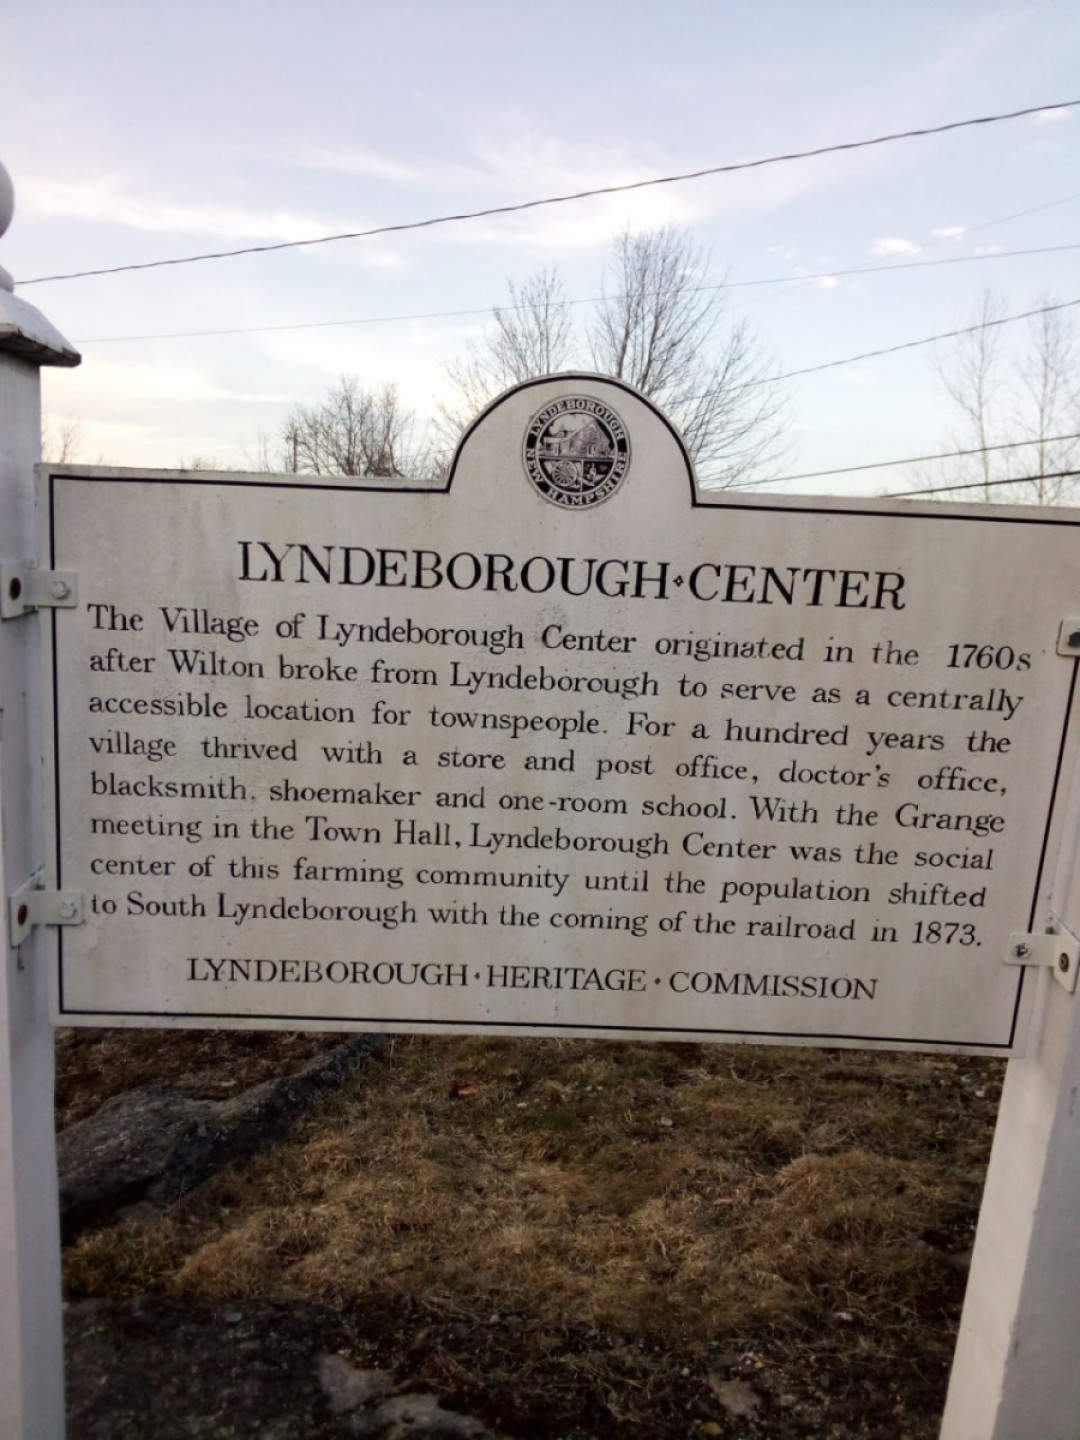 LYNDEBOROUGH
NEW HAMPSHIRE
LYNDEBOROUGH·CENTER
The Village of Lyndeborough Center originated in the 1760s
after Wilton broke from Lyndeborough to serve as a centrally
accessible location for townspeople. For a hundred years the
village thrived with a store and post office, doctor's office,
blacksmith, shoemaker and one-room school. With the Grange
meeting in the Town Hall, Lyndeborough Center was the social
center of this farming community until the population shifted
to South Lyndeborough with the coming of the railroad in 1873.
LYNDEBOROUGH · HERITAGE · COMMISSION